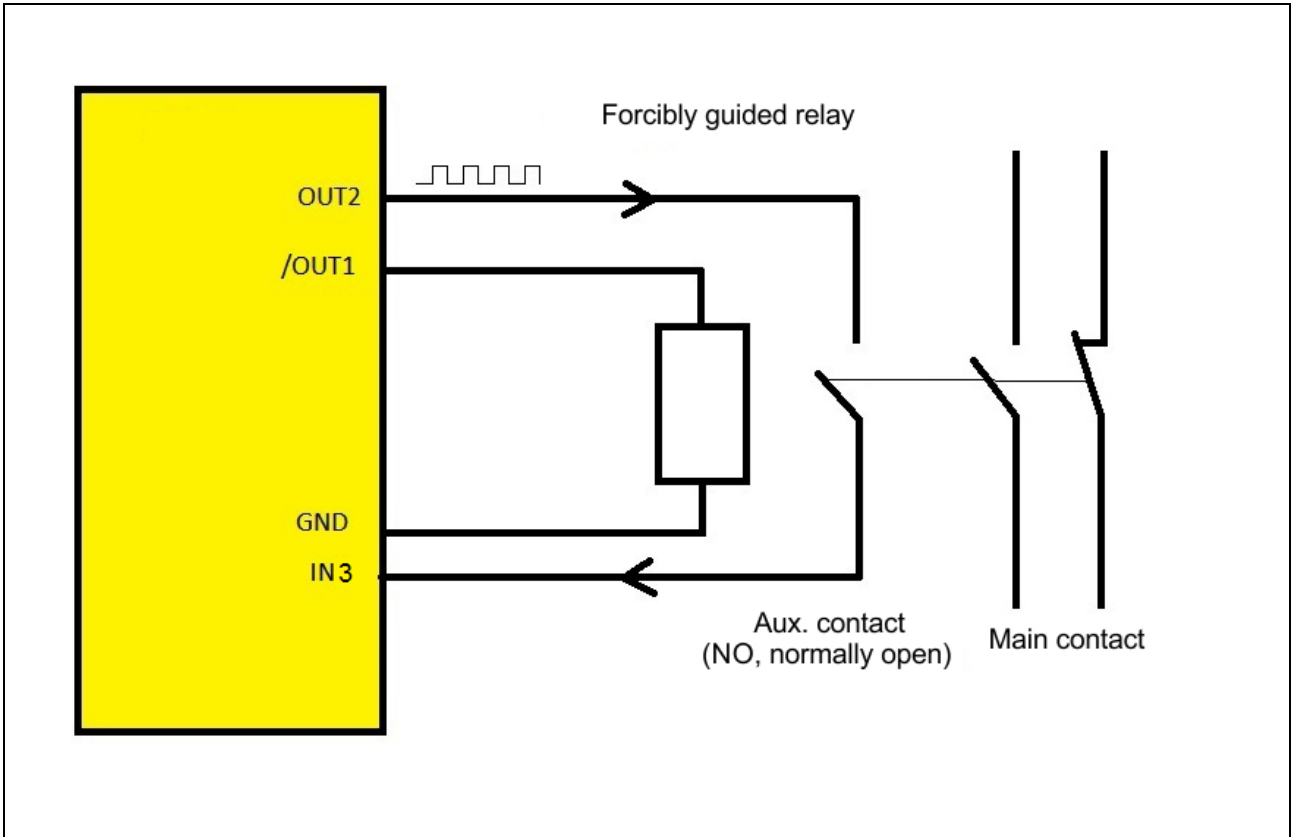 Forcibly guided relay
OUT2
/OUT1
GND
IN3
Aux. contact
(NO, normally open)
Main contact